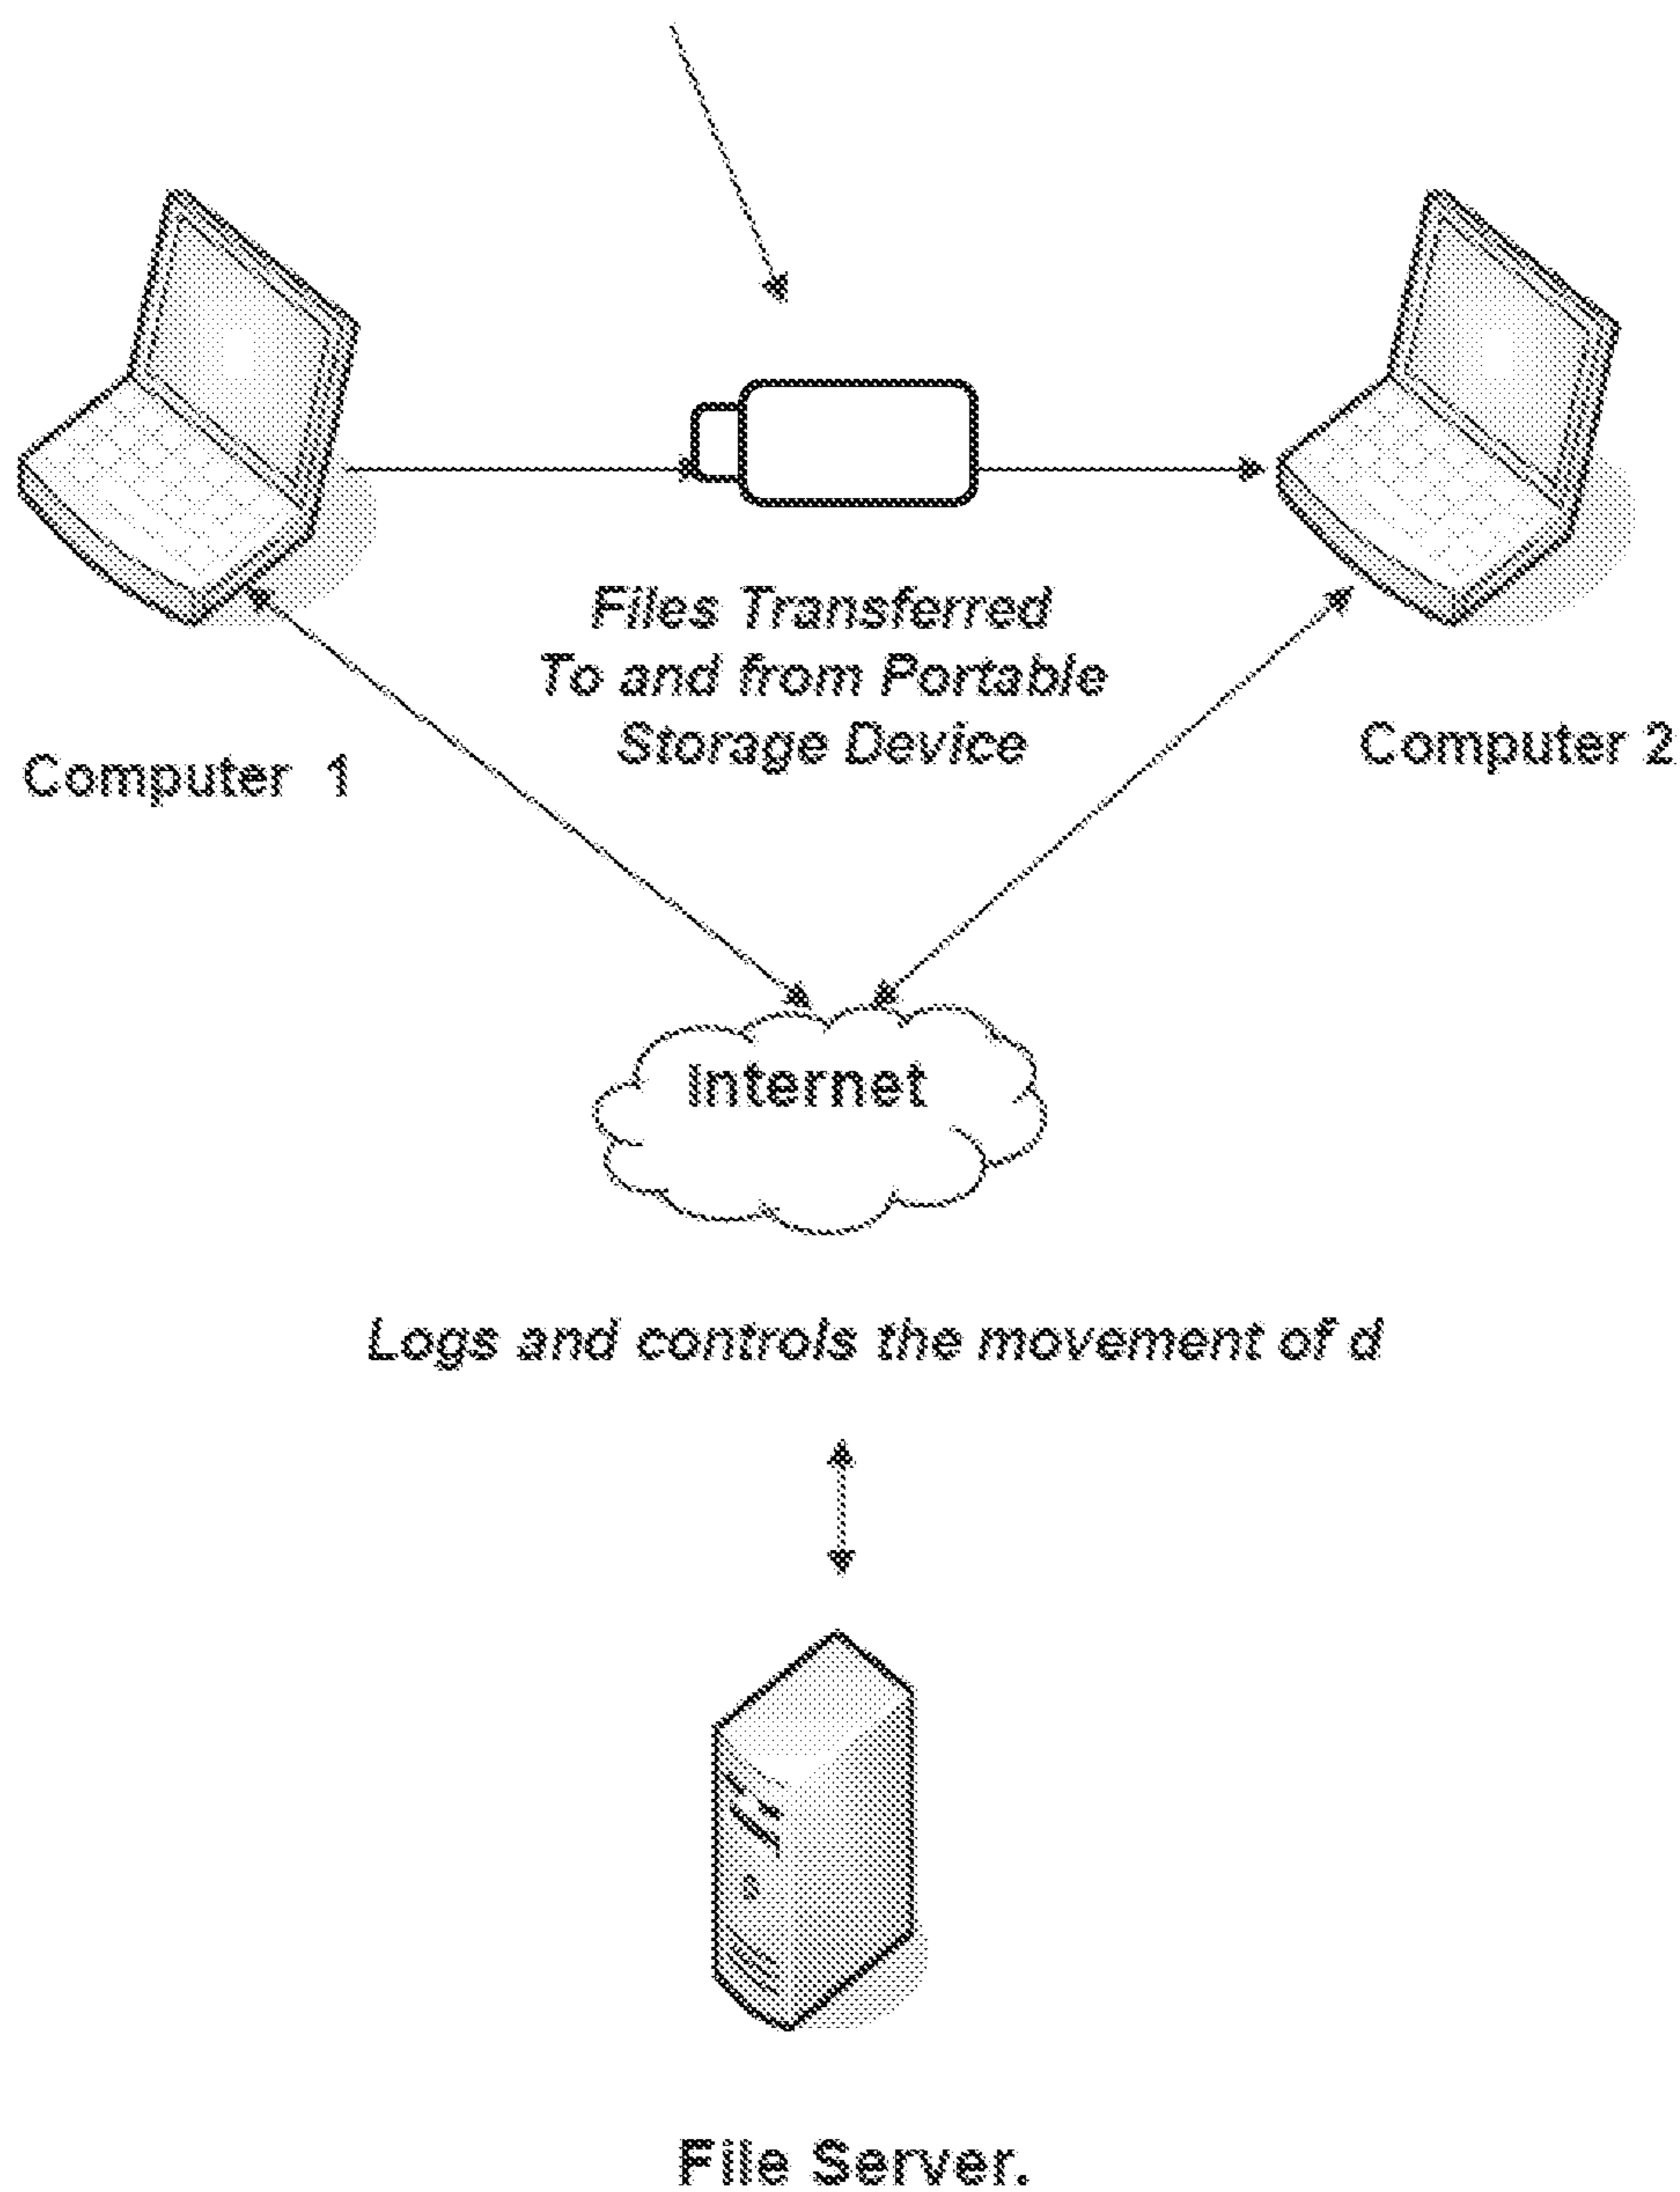 Files Transferred
To and from Portable
Storage Device
Computer 1
Computer 2
Internet
Logs and controls the movement of d
File Server.